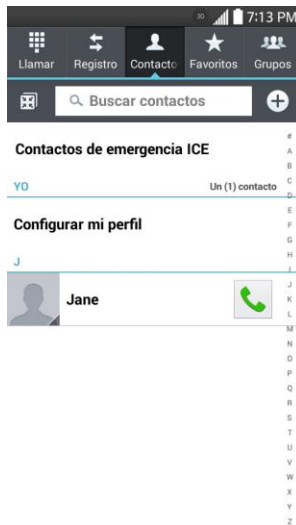 7:13 PM
Llamar Registro Contacto Favoritos Grupos
Buscar contactos
Contactos de emergencia ICE
YO Un (1) contacto
Configurar mi perfil
J
Jane
#
A
B
C
D
E
F
G
H
I
J
K
L
M
N
O
P
Q
R
S
T
U
V
W
X
Y
Z